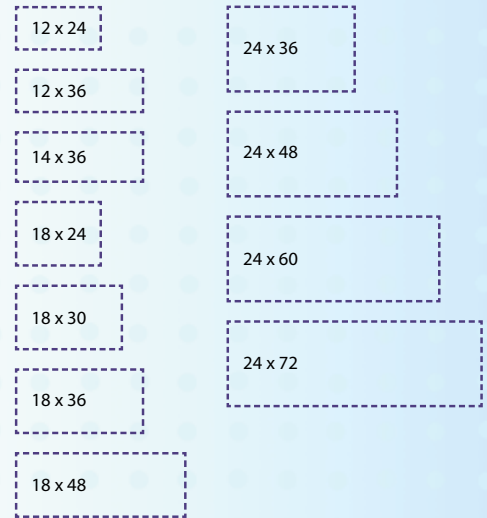 12 x 24
12 x 36
14 x 36
18 x 24
18 x 30
18 x 36
18 x 48
24 x 36
24 x 48
24 x 60
24 x 72